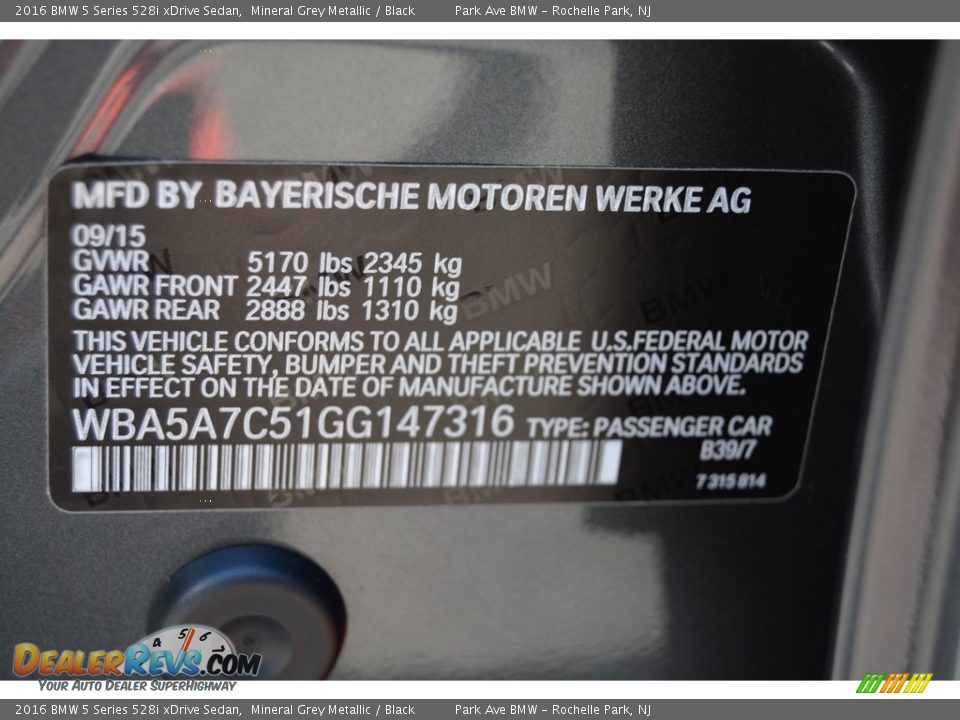 2016 BMW 5 Series 528i xDrive Sedan, Mineral Grey Metallic / Black Park Ave BMW - Rochelle Park, NJ
MFD BY BAYERISCHE MOTOREN WERKE AG
09/15
GVWR 5170 lbs 2345 kg
GAWR FRONT 2447 lbs 1110 kg
GAWR REAR 2888 lbs 1310 kg
THIS VEHICLE CONFORMS TO ALL APPLICABLE U.S.FEDERAL MOTOR
VEHICLE SAFETY, BUMPER AND THEFT PREVENTION STANDARDS
IN EFFECT ON THE DATE OF MANUFACTURE SHOWN ABOVE.
WBA5A7C51GG147316 TYPE: PASSENGER CAR
B39/7
7 315 814
BMW
BMW
4 5 6
DEALERREVS.COM
YOUR AUTO DEALER SUPERHIGHWAY
2016 BMW 5 Series 528i xDrive Sedan, Mineral Grey Metallic / Black Park Ave BMW - Rochelle Park, NJ